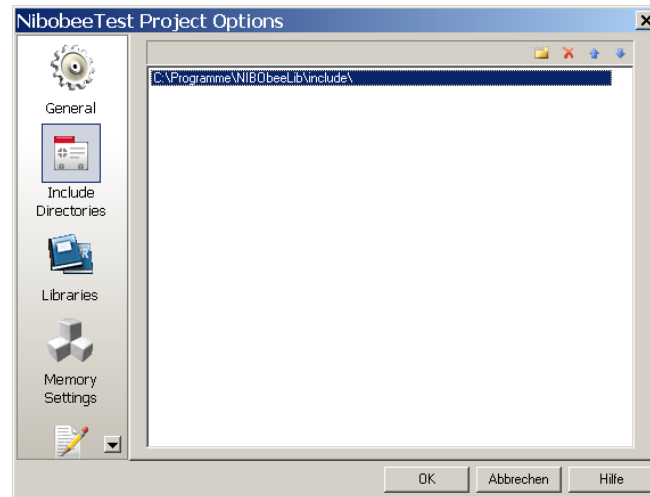 NibobeeTest Project Options
General
Include
Directories
Libraries
Memory
Settings
C:\Programme\NIBObeeLib\include\
OK
Abbrechen
Hilfe